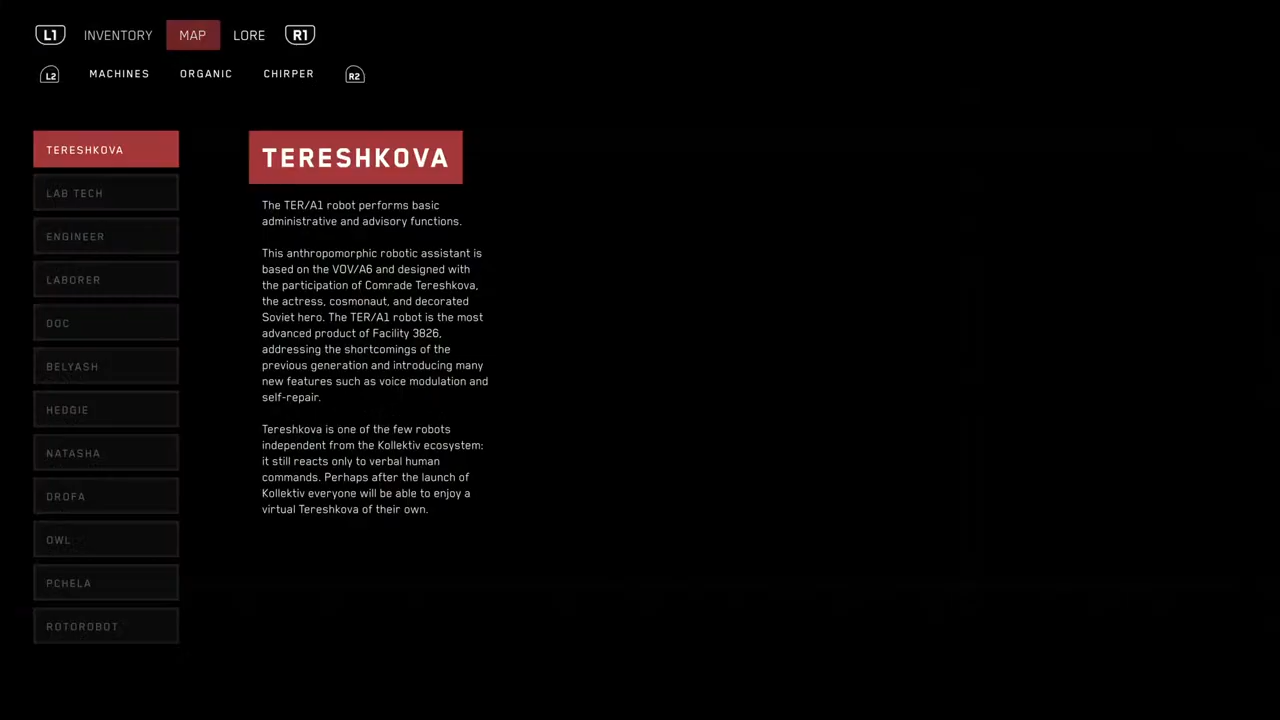 L1 INVENTORY MAP LORE R1
L2 MACHINES ORGANIC CHIRPER R2
TERESHKOVA
LAB TECH
ENGINEER
LABORER
DOC
BELYASH
HEDGIE
NATASHA
DROFA
OWL
PCHELA
ROTOROBOT
TERESHKOVA
The TER/A1 robot performs basic
administrative and advisory functions.
This anthropomorphic robotic assistant is
based on the VOV/A6 and designed with
the participation of Comrade Tereshkova,
the actress, cosmonaut, and decorated
Soviet hero. The TER/A1 robot is the most
advanced product of Facility 3826,
addressing the shortcomings of the
previous generation and introducing many
new features such as voice modulation and
self-repair.
Tereshkova is one of the few robots
independent from the Kollektiv ecosystem:
it still reacts only to verbal human
commands. Perhaps after the launch of
Kollektiv everyone will be able to enjoy a
virtual Tereshkova of their own.